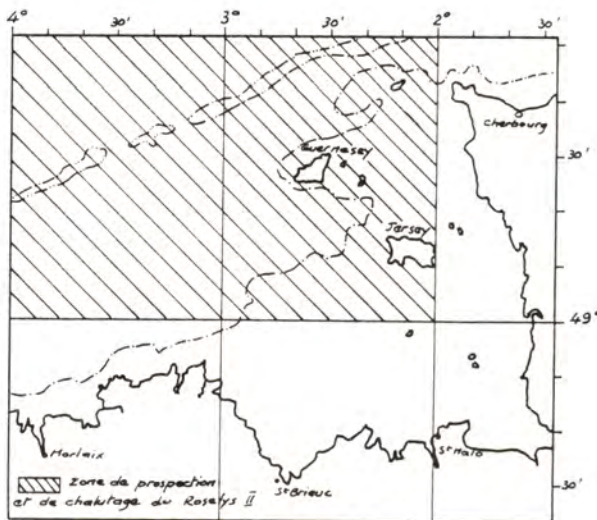 4° 30' 3° 30' 2° 30'
Cherbourg
Guernesey
30'
Jersey
49°
Morlaix
St Malo
zone de prospection
St Brieuc
et de chalutage du Roselys II
30'